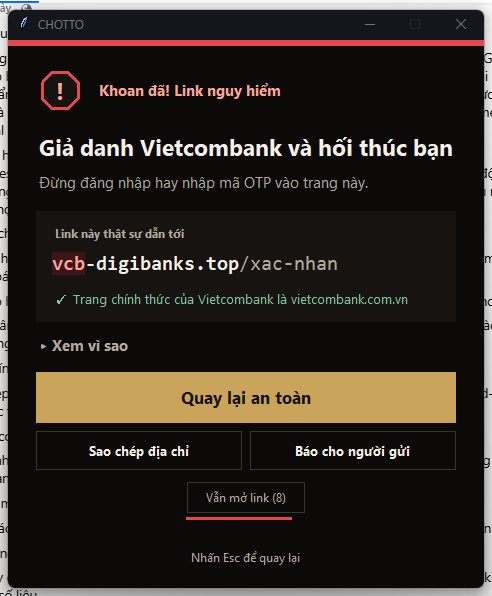 CHOTTO
!
Khoan đã! Link nguy hiểm
Giả danh Vietcombank và hối thúc bạn
Đừng đăng nhập hay nhập mã OTP vào trang này.
Link này thật sự dẫn tới
vcb-digibanks.top/xac-nhan
✓ Trang chính thức của Vietcombank là vietcombank.com.vn
▸ Xem vì sao
Quay lại an toàn
Sao chép địa chỉ
Báo cho người gửi
Vẫn mở link (8)
Nhấn Esc để quay lại